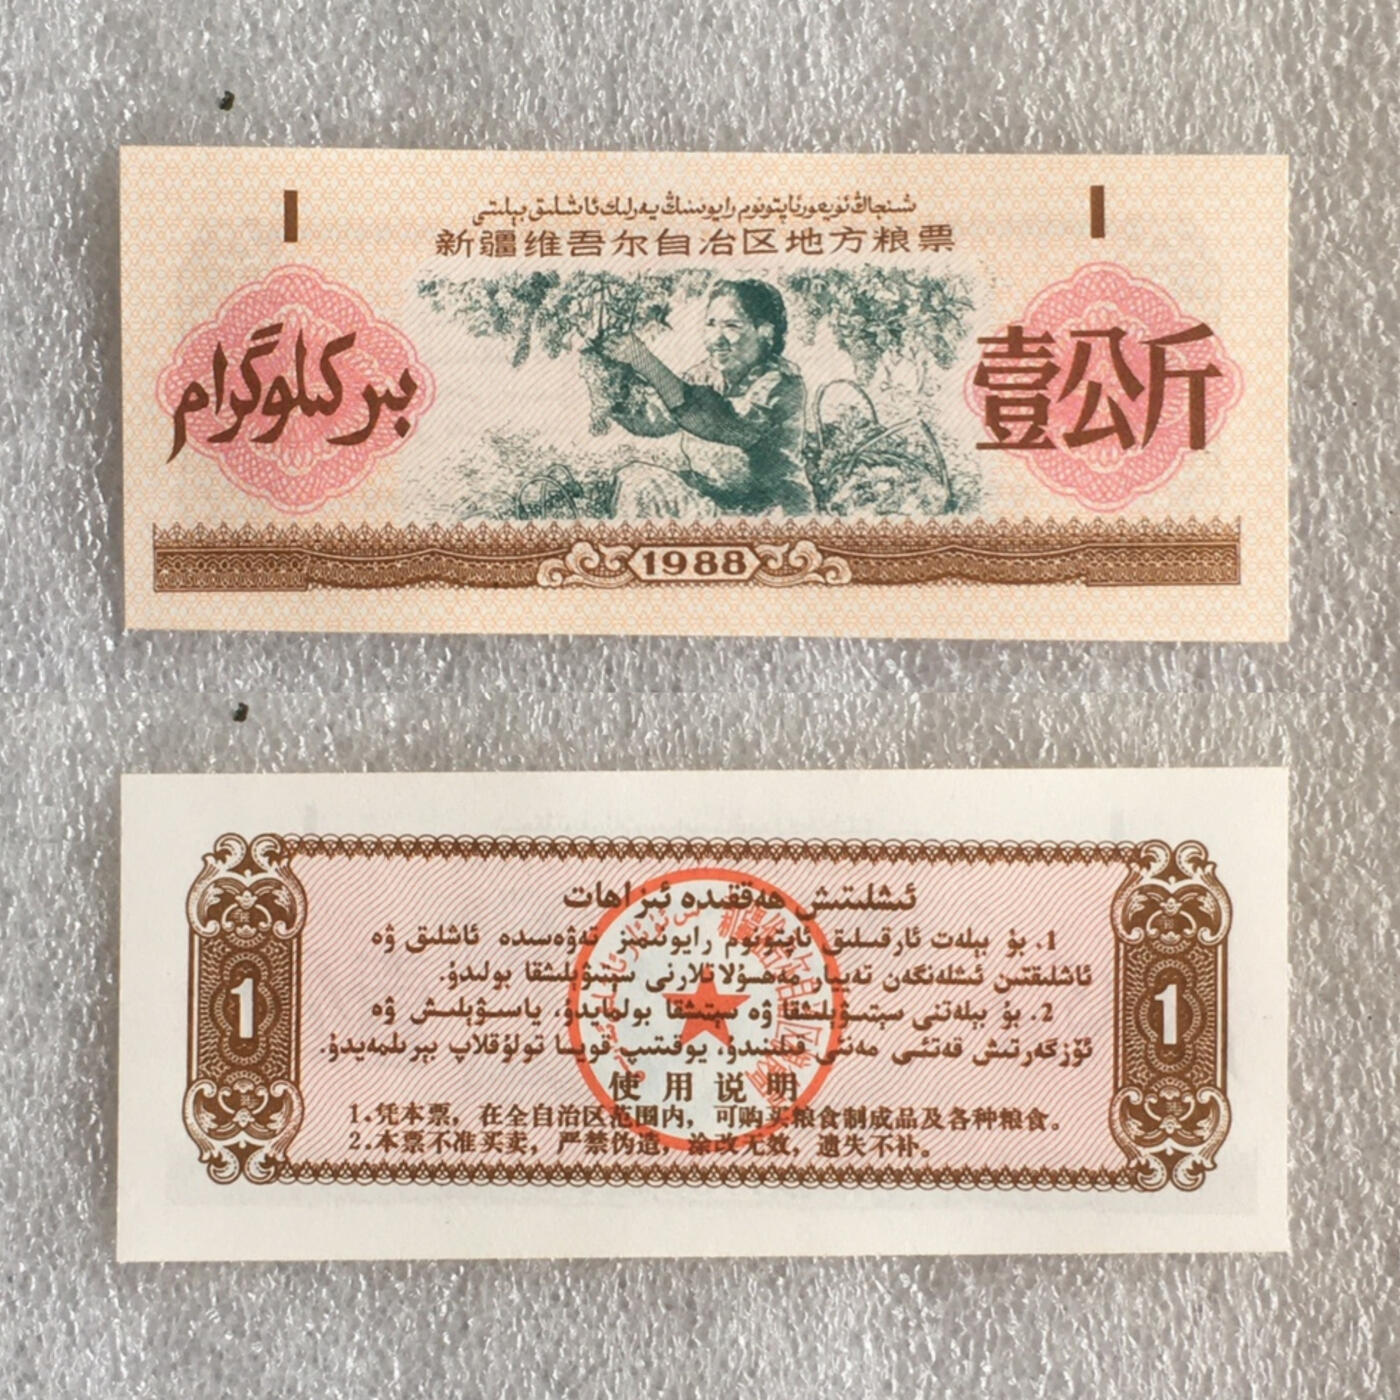 I
I
شىنجاڭ ئۇيغۇر ئاپتونوم رايونىنىڭ يەرلىك ئاشلىق بېلىتى
新疆维吾尔自治区地方粮票
بىر كىلوگرام
壹公斤
1988
ئىشلىتىش ھەققىدە ئىزاھات
1. بۇ بېلەت ئارقىلىق ئاپتونوم رايونىمىز تەۋەسىدە ئاشلىق ۋە
ئاشلىقتىن ئىشلەنگەن تەييار مەھسۇلاتلارنى سېتىۋېلىشقا بولىدۇ.
2. بۇ بېلەتنى سېتىۋېلىشقا ۋە سېتىشقا بولمايدۇ، ياسىۋېلىش ۋە
ئۆزگەرتىش قەتئىي مەنئى قىلىنىدۇ، يوقىتىپ قويسا تولۇقلاپ بېرىلمەيدۇ.
1
1
使用说明
1.凭本票，在全自治区范围内，可购买粮食制成品及各种粮食。
2.本票不准买卖，严禁伪造，涂改无效，遗失不补。